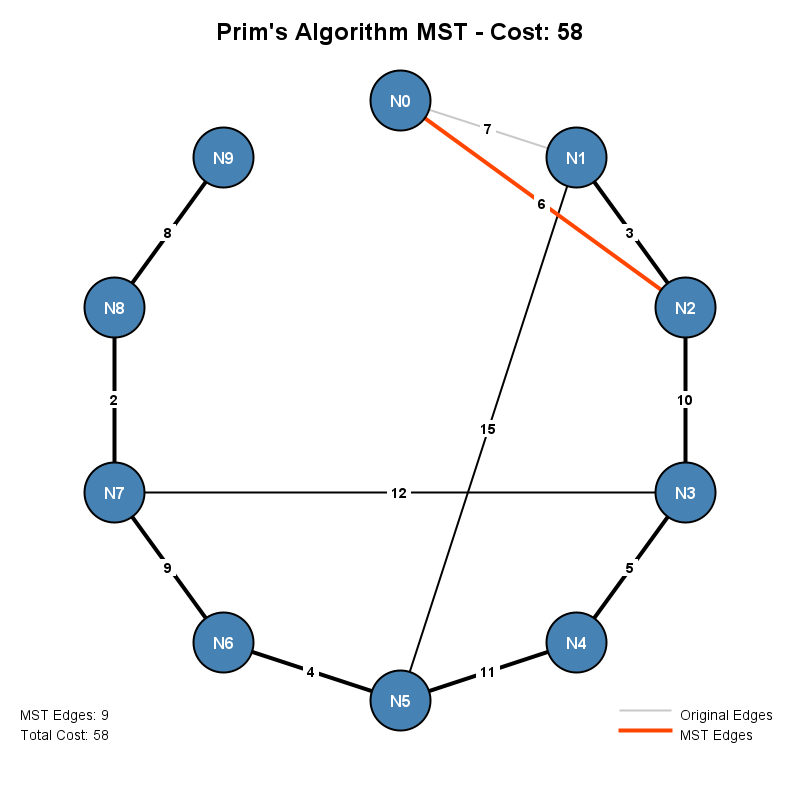 Prim's Algorithm MST - Cost: 58
N0
7
N9
N1
6
8
3
N8
N2
2
10
15
N7
12
N3
9
5
N6
N4
4
11
N5
MST Edges: 9
Original Edges
Total Cost: 58
MST Edges